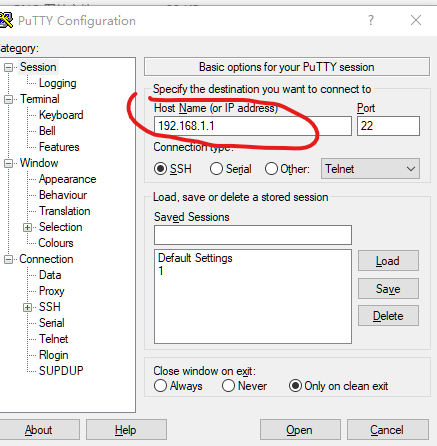 PuTTY Configuration
ategory:
Session
Logging
Terminal
Keyboard
Bell
Features
Window
Appearance
Behaviour
Translation
Selection
Colours
Connection
Data
Proxy
SSH
Serial
Telnet
Rlogin
SUPDUP
Basic options for your PuTTY session
Specify the destination you want to connect to
Host Name (or IP address) Port
192.168.1.1 22
Connection type:
SSH Serial Other: Telnet
Load, save or delete a stored session
Saved Sessions
Default Settings
1
Load
Save
Delete
Close window on exit:
Always Never Only on clean exit
About Help Open Cancel